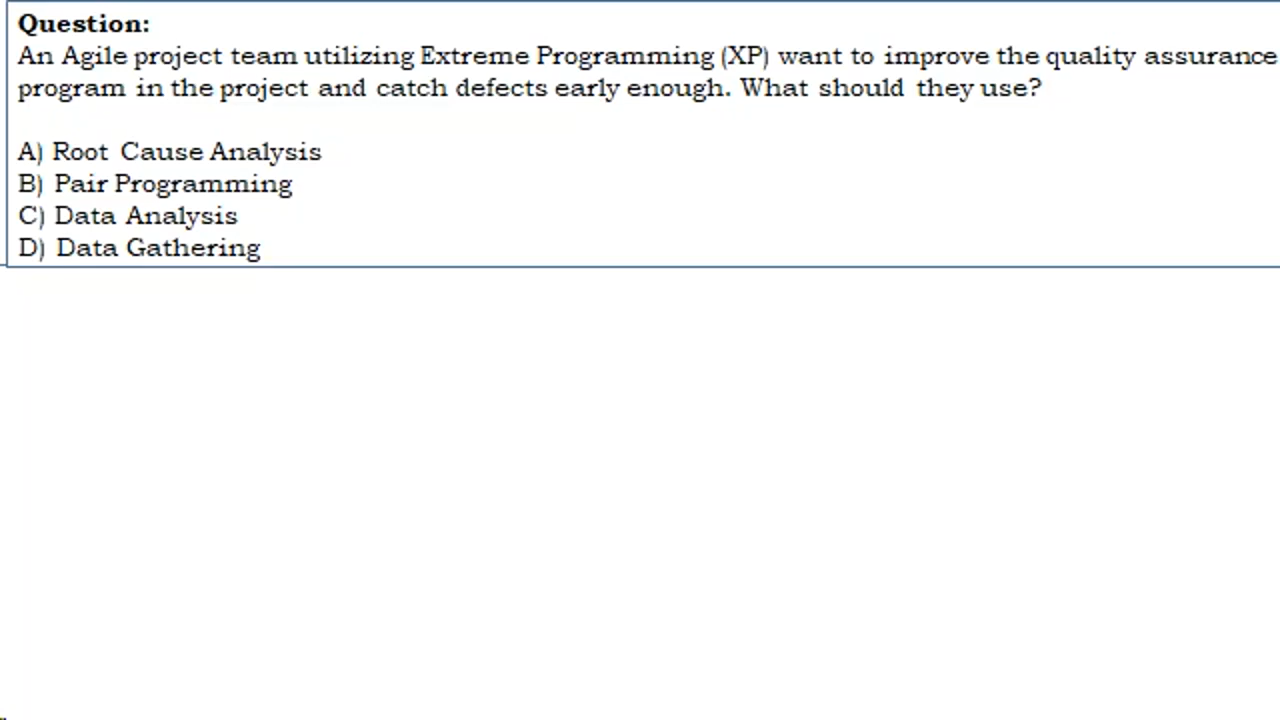 Question:
An Agile project team utilizing Extreme Programming (XP) want to improve the quality assurance
program in the project and catch defects early enough. What should they use?
A) Root Cause Analysis
B) Pair Programming
C) Data Analysis
D) Data Gathering